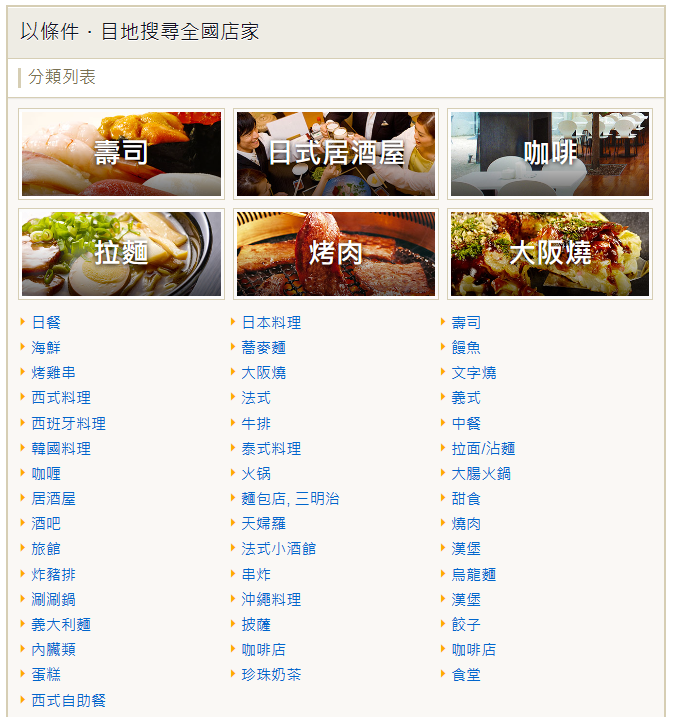 以條件・目地搜尋全國店家
分類列表
壽司 日式居酒屋 咖啡
拉麵 烤肉 大阪燒
日餐 日本料理 壽司
海鮮 蕎麥麵 饅魚
烤雞串 大阪燒 文字燒
西式料理 法式 義式
西班牙料理 牛排 中餐
韓國料理 泰式料理 拉面/沾麵
咖喱 火锅 大腸火鍋
居酒屋 麵包店, 三明治 甜食
酒吧 天婦羅 燒肉
旅館 法式小酒館 漢堡
炸豬排 串炸 烏龍麵
涮涮鍋 沖繩料理 漢堡
義大利麵 披薩 餃子
內臟類 咖啡店 咖啡店
蛋糕 珍珠奶茶 食堂
西式自助餐